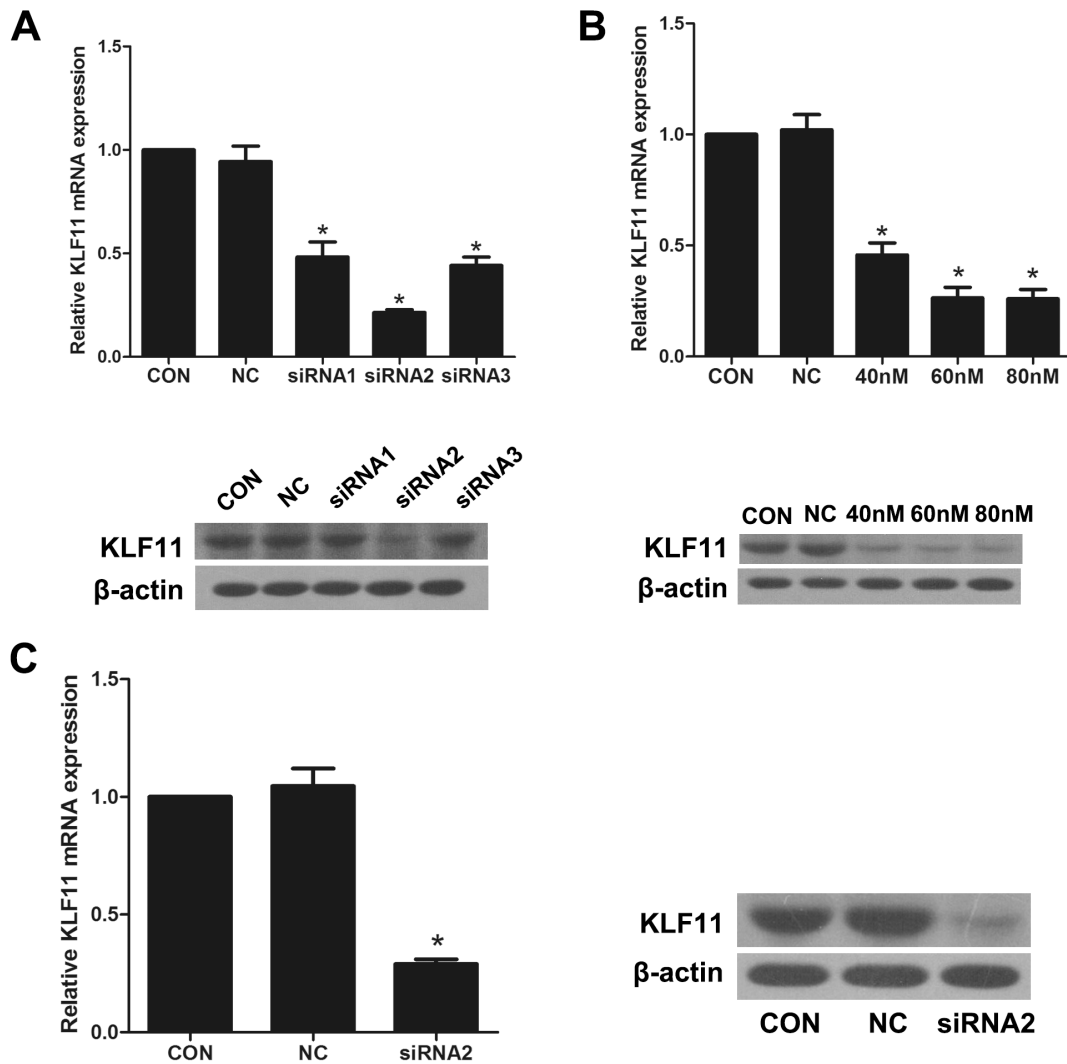 A
Relative KLF11 mRNA expression
1.5
1.0
0.5
0.0
*
*
*
CON NC siRNA1 siRNA2 siRNA3
CON NC siRNA1 siRNA2 siRNA3
KLF11
β-actin
B
Relative KLF11 mRNA expression
1.5
1.0
0.5
0.0
*
*
*
CON NC 40nM 60nM 80nM
CON NC 40nM 60nM 80nM
KLF11
β-actin
C
Relative KLF11 mRNA expression
1.5
1.0
0.5
0.0
*
CON NC siRNA2
KLF11
β-actin
CON NC siRNA2